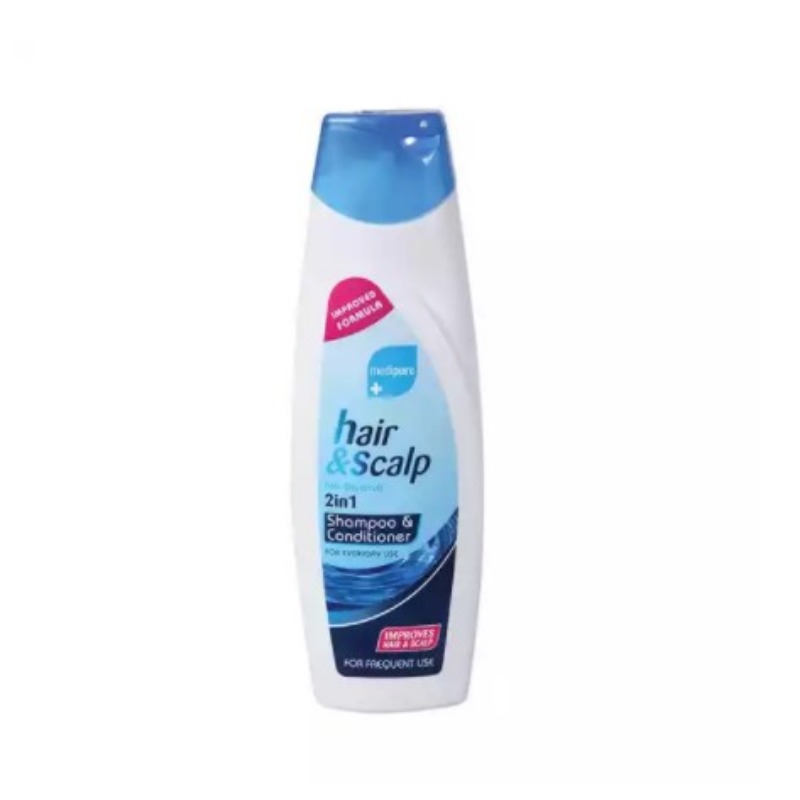 IMPROVED
FORMULA
medipure
hair
&scalp
2in1
Shampoo &
Conditioner
FOR EVERYDAY USE
IMPROVES
HAIR & SCALP
FOR FREQUENT USE